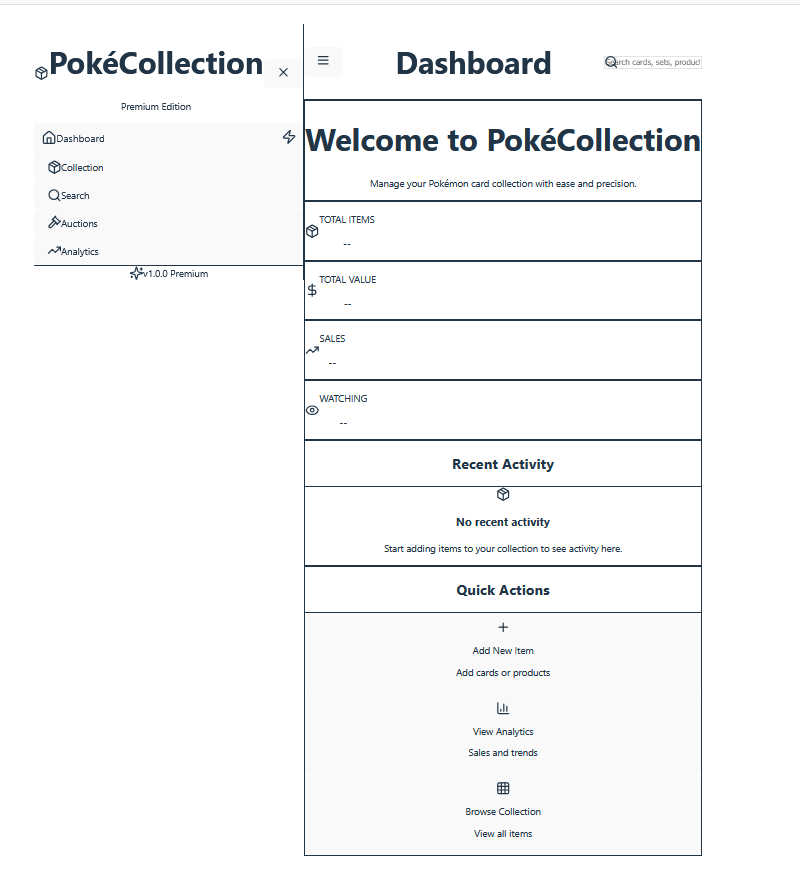 PokéCollection
Premium Edition
Dashboard
Collection
Search
Auctions
Analytics
v1.0.0 Premium
Dashboard
Search cards, sets, product
Welcome to PokéCollection
Manage your Pokémon card collection with ease and precision.
TOTAL ITEMS
--
TOTAL VALUE
--
SALES
--
WATCHING
--
Recent Activity
No recent activity
Start adding items to your collection to see activity here.
Quick Actions
Add New Item
Add cards or products
View Analytics
Sales and trends
Browse Collection
View all items